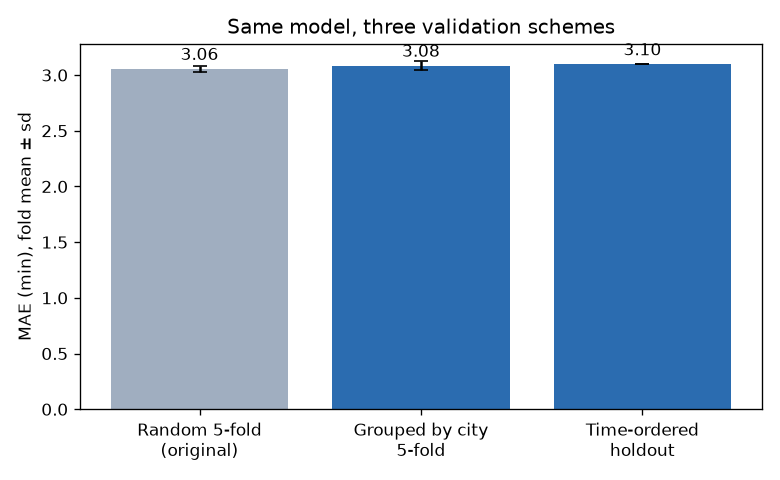 Same model, three validation schemes
3.06
3.08
3.10
MAE (min), fold mean ± sd
3.0
2.5
2.0
1.5
1.0
0.5
0.0
Random 5-fold
(original)
Grouped by city
5-fold
Time-ordered
holdout